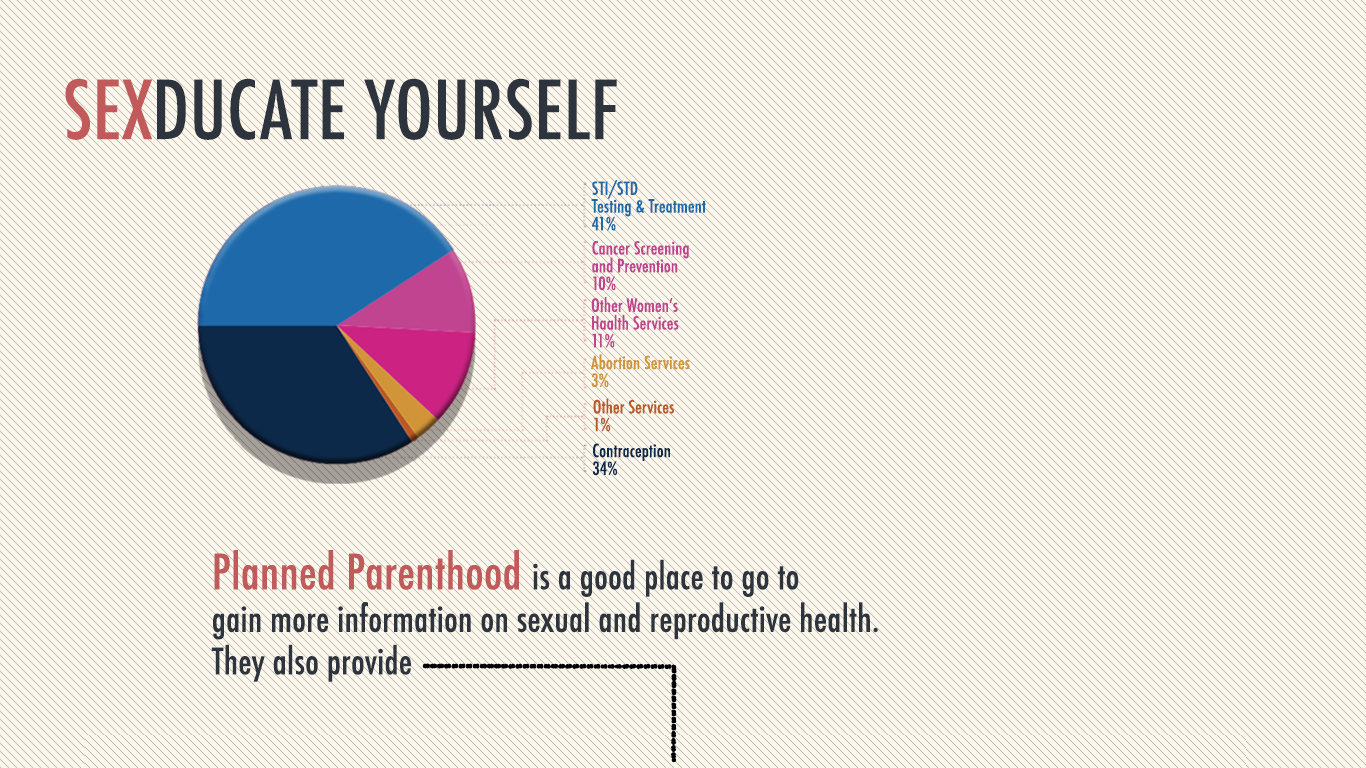 SEXDUCATE YOURSELF
STI/STD
Testing & Treatment
41%
Cancer Screening
and Prevention
10%
Other Women's
Haalth Services
11%
Abortion Services
3%
Other Services
1%
Contraception
34%
Planned Parenthood is a good place to go to
gain more information on sexual and reproductive health.
They also provide